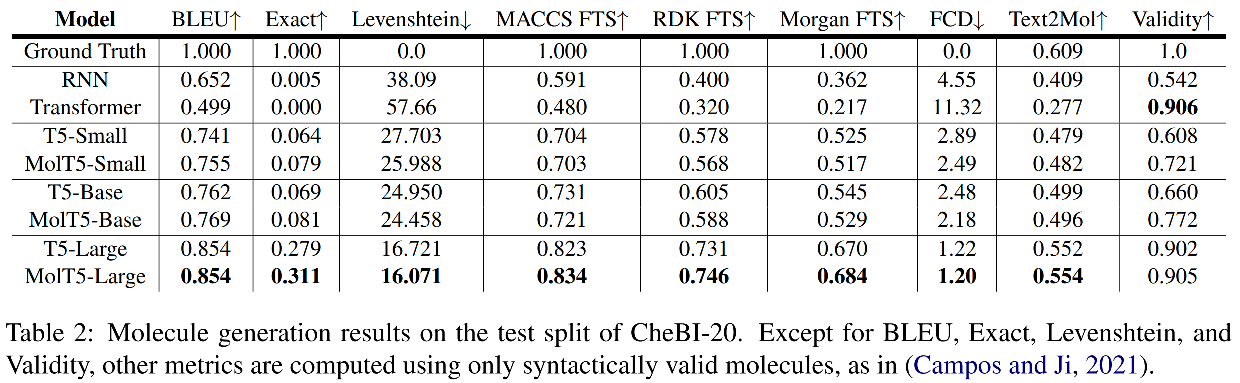 Model BLEU↑ Exact↑ Levenshtein↓ MACCS FTS↑ RDK FTS↑ Morgan FTS↑ FCD↓ Text2Mol↑ Validity↑
Ground Truth 1.000 1.000 0.0 1.000 1.000 1.000 0.0 0.609 1.0
RNN 0.652 0.005 38.09 0.591 0.400 0.362 4.55 0.409 0.542
Transformer 0.499 0.000 57.66 0.480 0.320 0.217 11.32 0.277 0.906
T5-Small 0.741 0.064 27.703 0.704 0.578 0.525 2.89 0.479 0.608
MolT5-Small 0.755 0.079 25.988 0.703 0.568 0.517 2.49 0.482 0.721
T5-Base 0.762 0.069 24.950 0.731 0.605 0.545 2.48 0.499 0.660
MolT5-Base 0.769 0.081 24.458 0.721 0.588 0.529 2.18 0.496 0.772
T5-Large 0.854 0.279 16.721 0.823 0.731 0.670 1.22 0.552 0.902
MolT5-Large 0.854 0.311 16.071 0.834 0.746 0.684 1.20 0.554 0.905
Table 2: Molecule generation results on the test split of CheBI-20. Except for BLEU, Exact, Levenshtein, and
Validity, other metrics are computed using only syntactically valid molecules, as in (Campos and Ji, 2021).